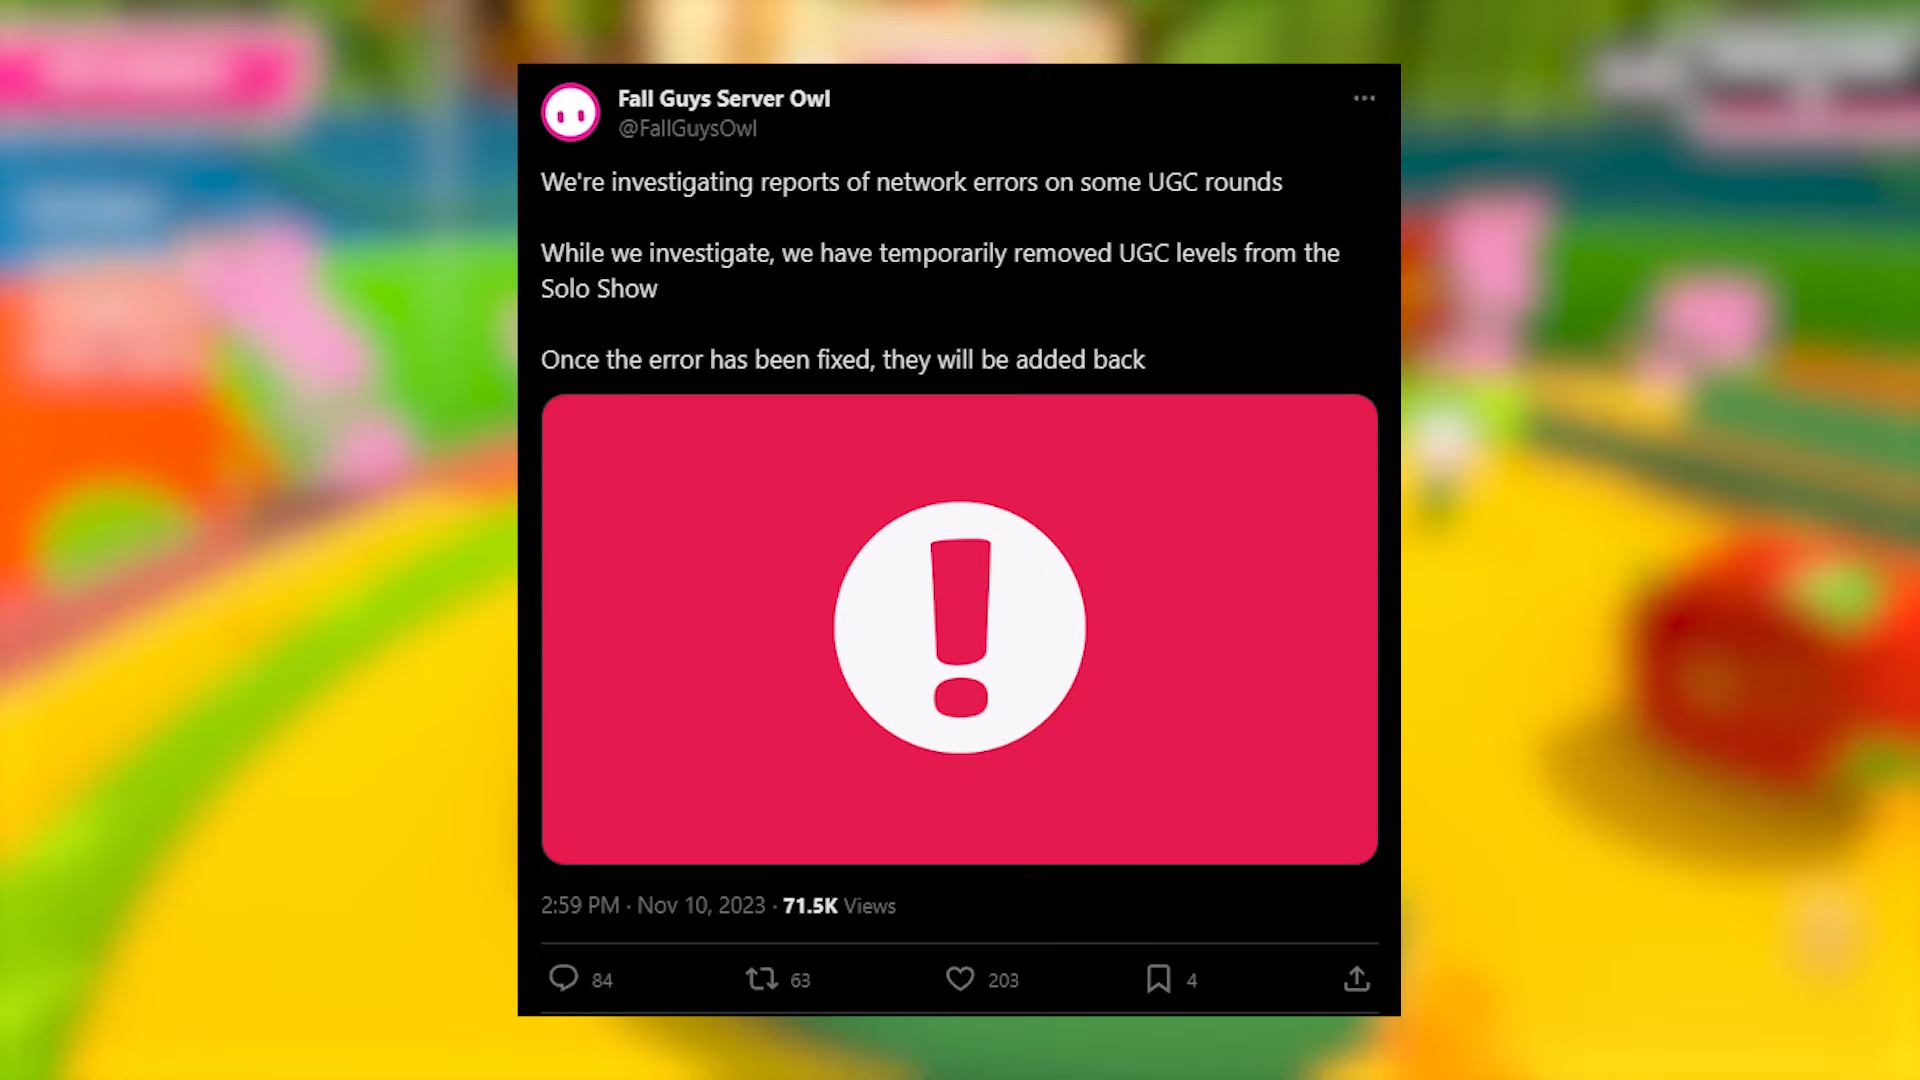 Fall Guys Server Owl
@FallGuysOwl
We're investigating reports of network errors on some UGC rounds
While we investigate, we have temporarily removed UGC levels from the
Solo Show
Once the error has been fixed, they will be added back
2:59 PM · Nov 10, 2023 · 71.5K Views
84 63 203 4